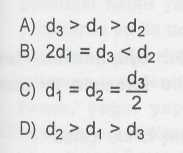 A) d₃ > d₁ > d₂
B) 2d₁ = d₃ < d₂
C) d₁ = d₂ = d₃/2
D) d₂ > d₁ > d₃